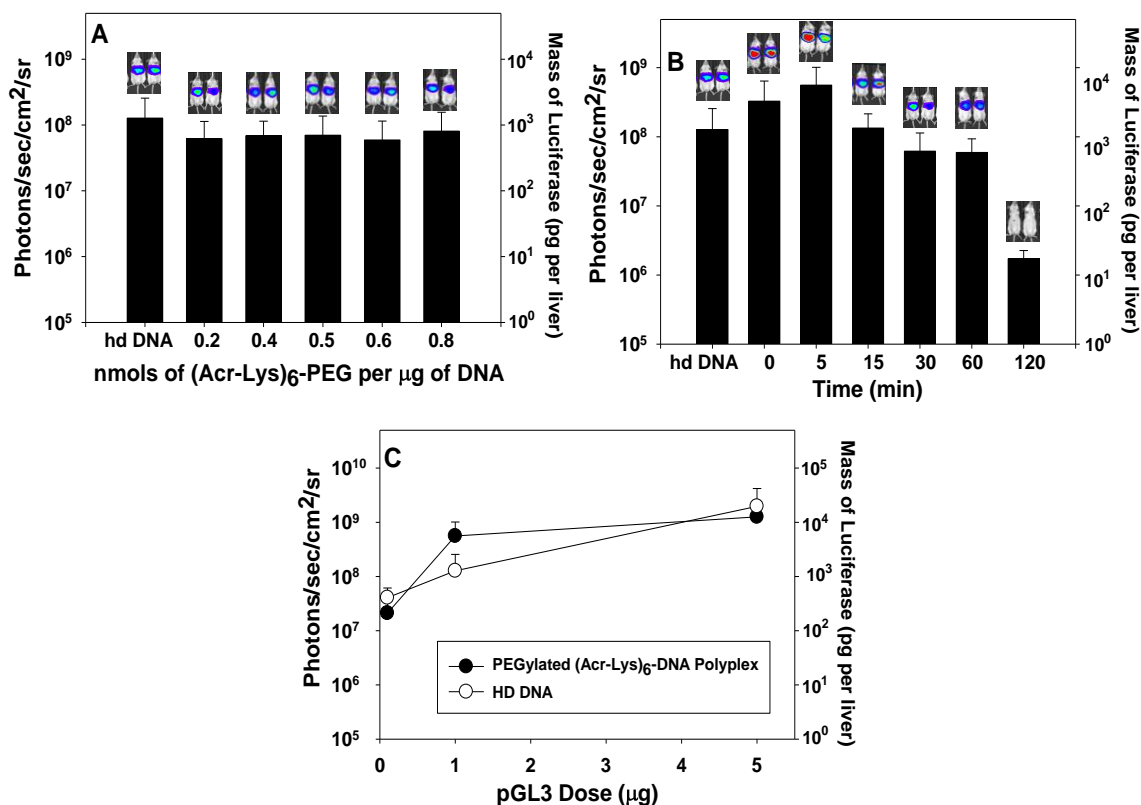 A
Photons/sec/cm²/sr
10⁹
10⁸
10⁷
10⁶
10⁵
10⁴
10³
10²
10¹
10⁰
Mass of Luciferase (pg per liver)
hd DNA 0.2 0.4 0.5 0.6 0.8
nmols of (Acr-Lys)₆-PEG per μg of DNA
B
Photons/sec/cm²/sr
10⁹
10⁸
10⁷
10⁶
10⁵
10⁴
10³
10²
10¹
10⁰
Mass of Luciferase (pg per liver)
hd DNA 0 5 15 30 60 120
Time (min)
C
Photons/sec/cm²/sr
10¹⁰
10⁹
10⁸
10⁷
10⁶
10⁵
10⁵
10⁴
10³
10²
10¹
10⁰
Mass of Luciferase (pg per liver)
PEGylated (Acr-Lys)₆-DNA Polyplex
HD DNA
0 1 2 3 4 5
pGL3 Dose (μg)